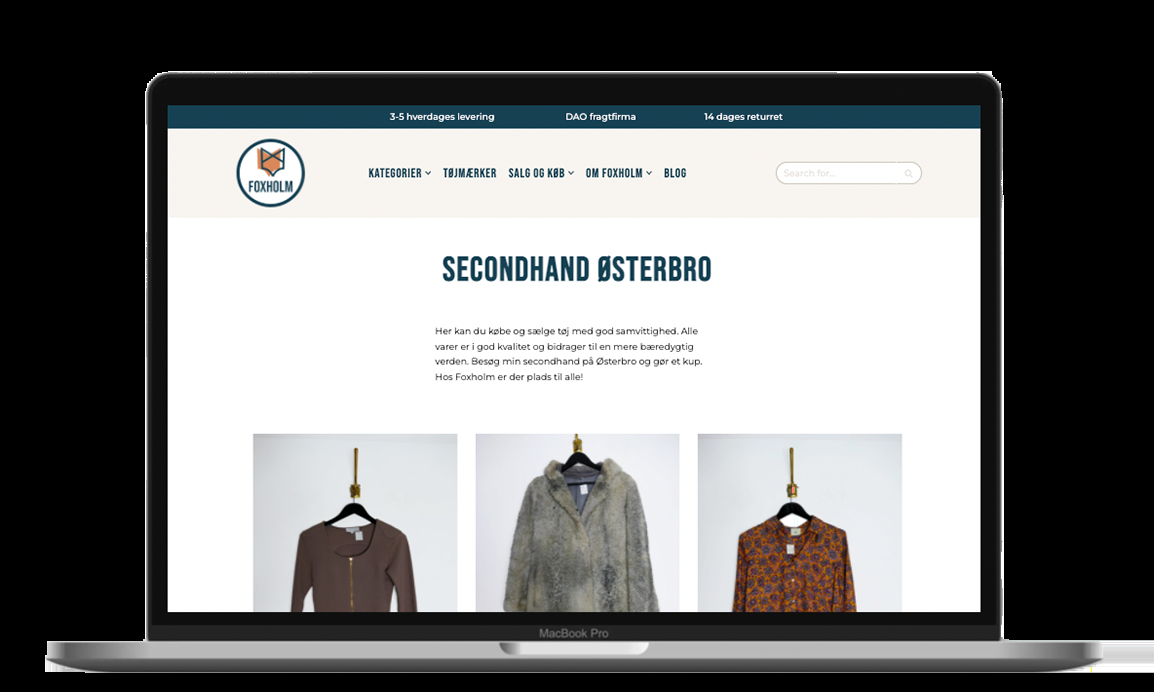 3-5 hverdages levering
DAO fragtfirma
14 dages returret
FOXHOLM
KATEGORIER
TØJMÆRKER
SALG OG KØB
OM FOXHOLM
BLOG
Search for...
SECONDHAND ØSTERBRO
Her kan du købe og sælge tøj med god samvittighed. Alle
varer er i god kvalitet og bidrager til en mere bæredygtig
verden. Besøg min secondhand på Østerbro og gør et kup.
Hos Foxholm er der plads til alle!
MacBook Pro